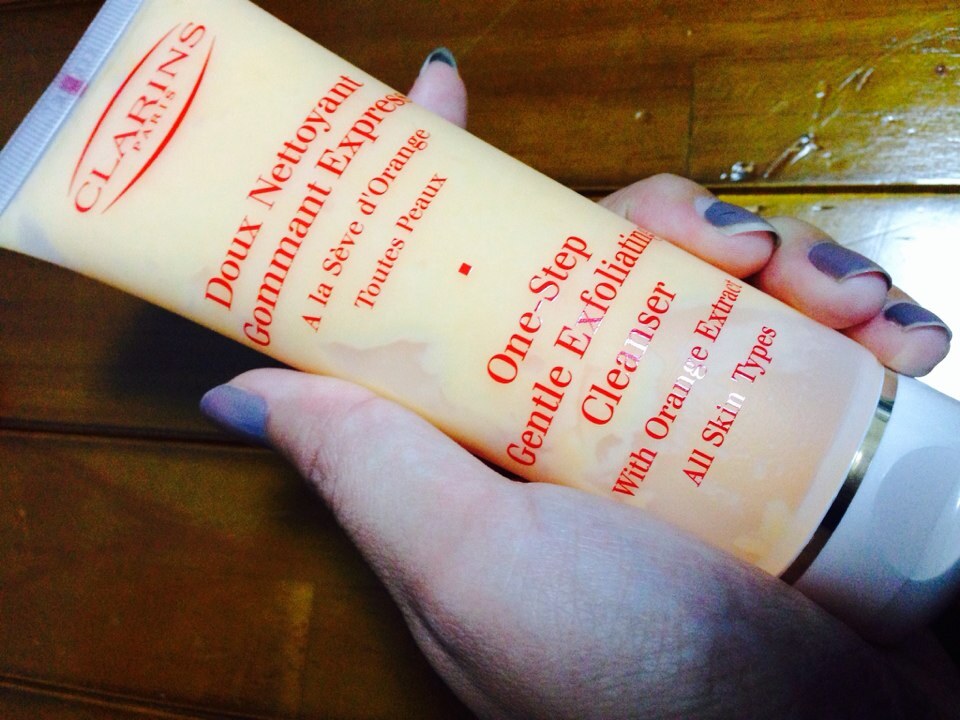 CLARINS
PARIS
Doux Nettoyant
Gommant Express
A la Sève d'Orange
Toutes Peaux
One-Step
Gentle Exfoliating
Cleanser
With Orange Extract
All Skin Types